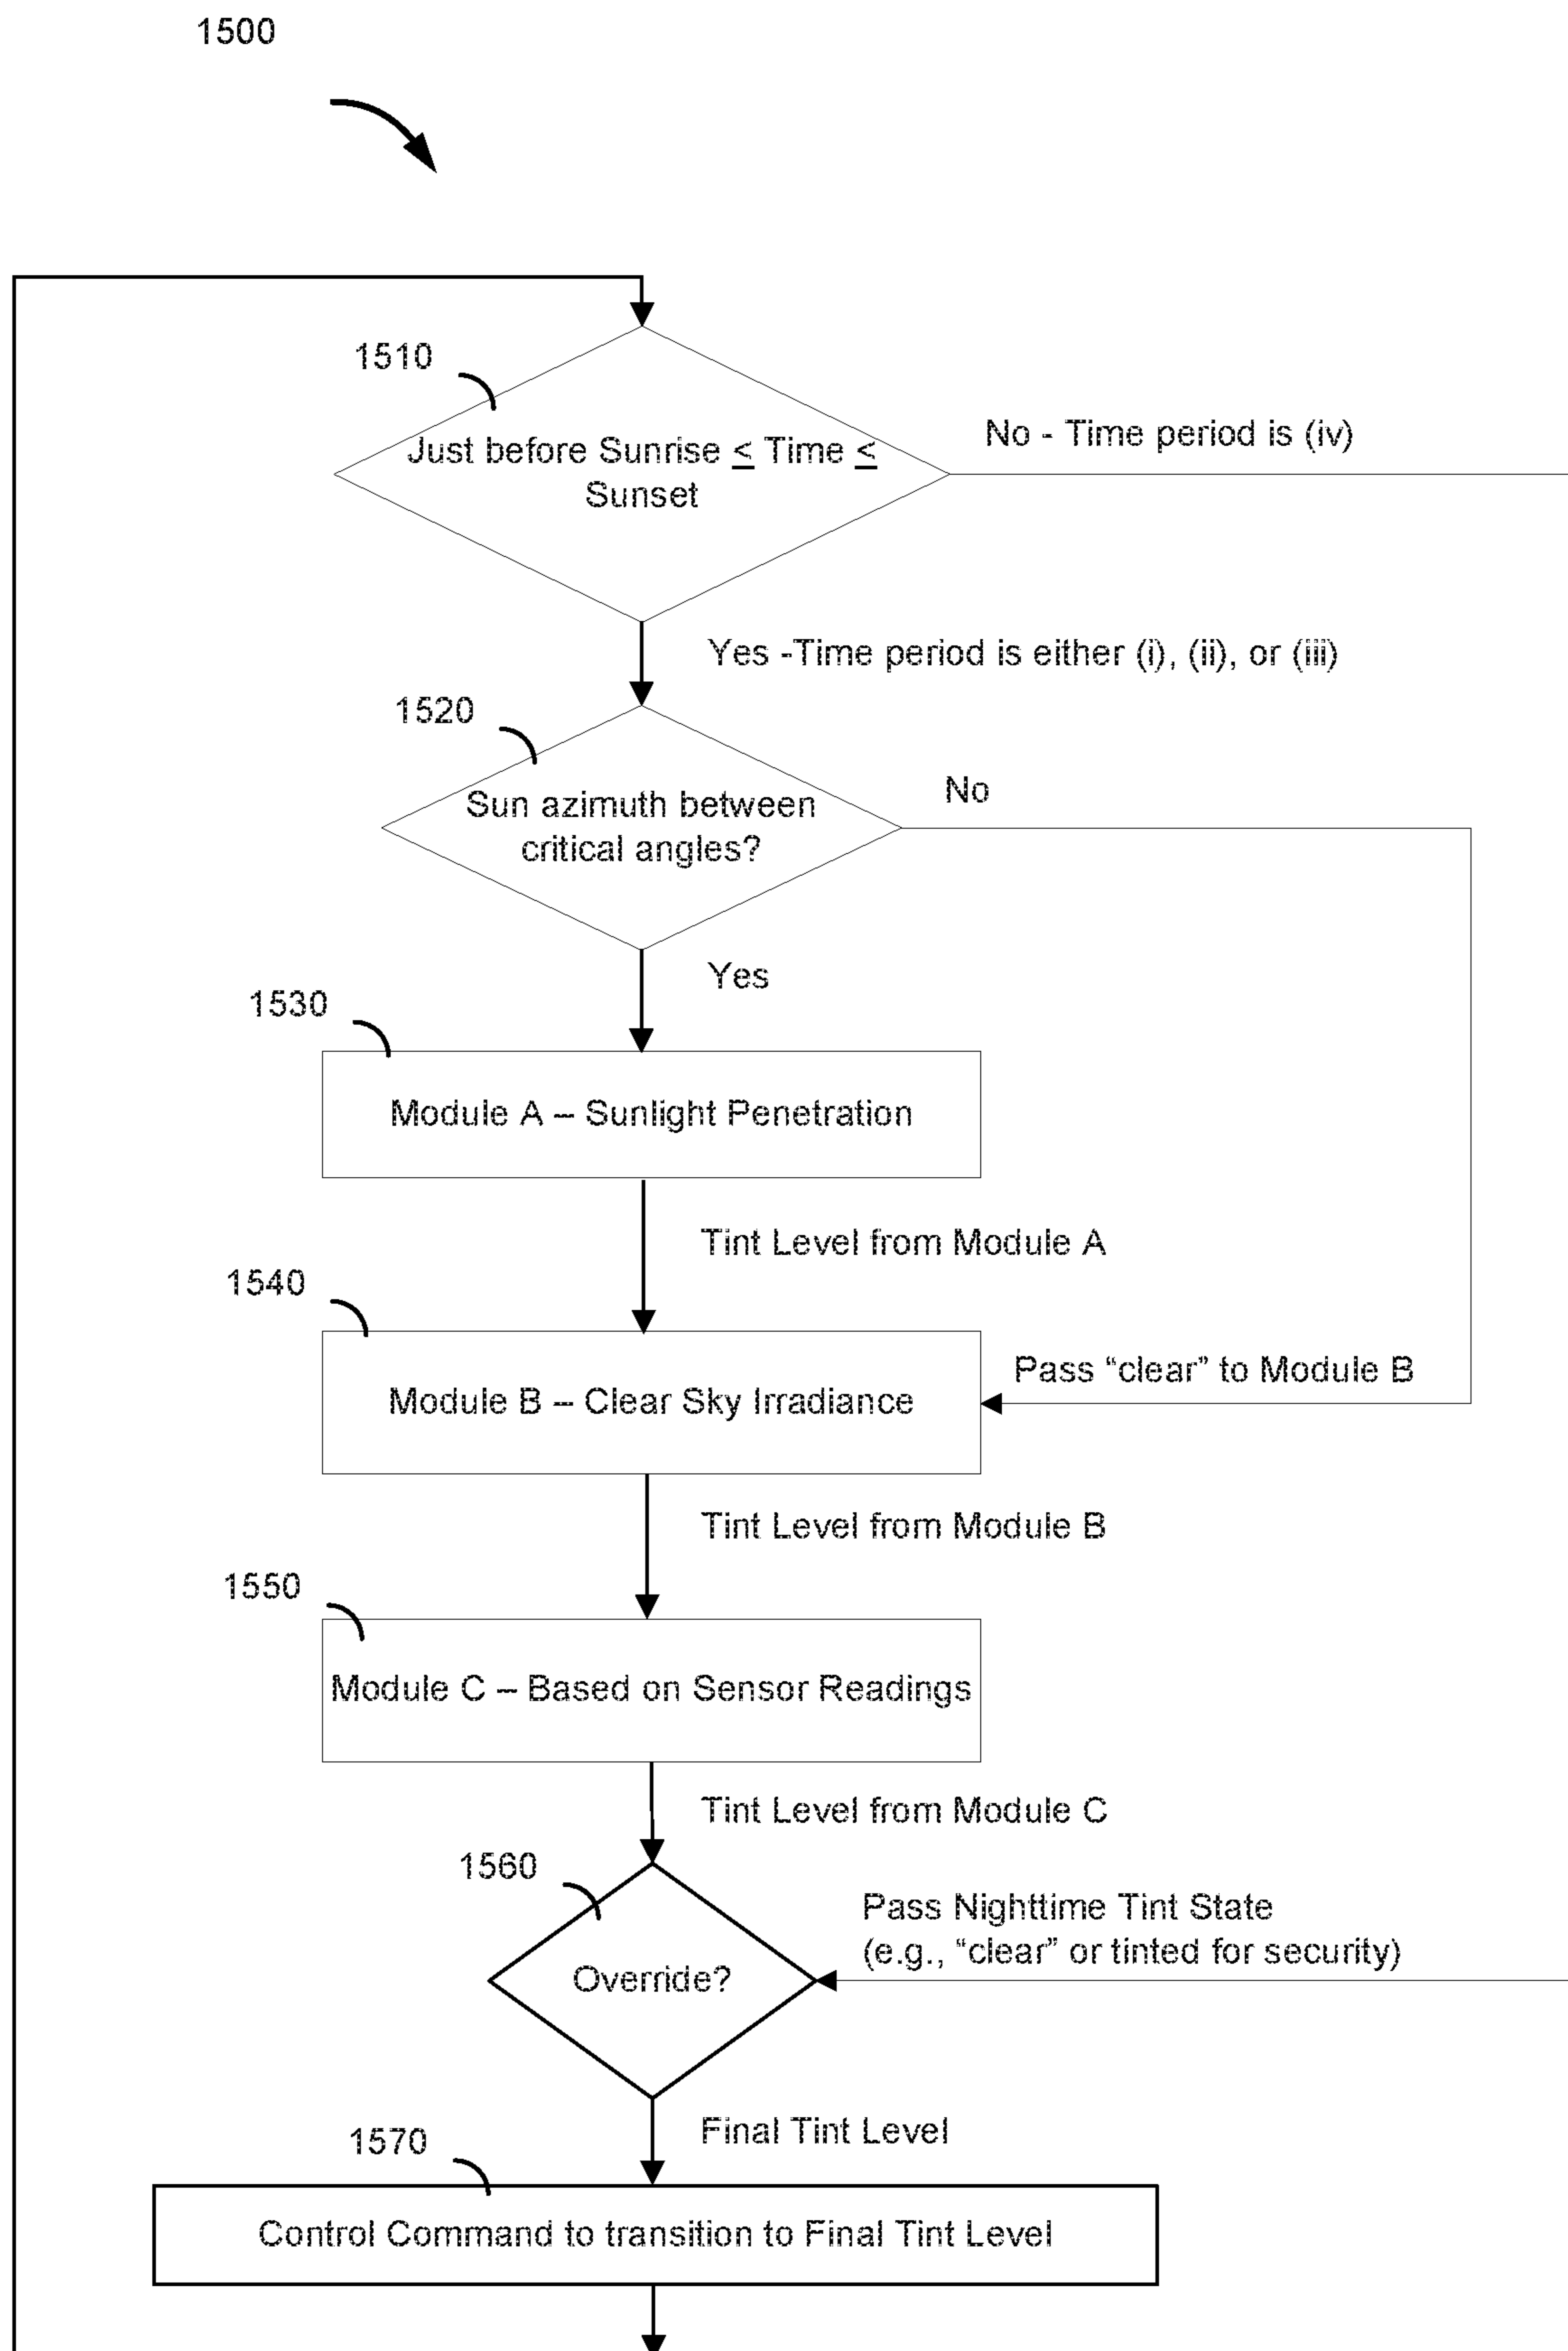 1500
1510
Just before Sunrise ≤ Time ≤
Sunset
No - Time period is (iv)
Yes -Time period is either (i), (ii), or (iii)
1520
Sun azimuth between
critical angles?
No
Yes
1530
Module A – Sunlight Penetration
Tint Level from Module A
1540
Pass “clear” to Module B
Module B – Clear Sky Irradiance
Tint Level from Module B
1550
Module C – Based on Sensor Readings
Tint Level from Module C
1560
Pass Nighttime Tint State
(e.g., “clear” or tinted for security)
Override?
Final Tint Level
1570
Control Command to transition to Final Tint Level